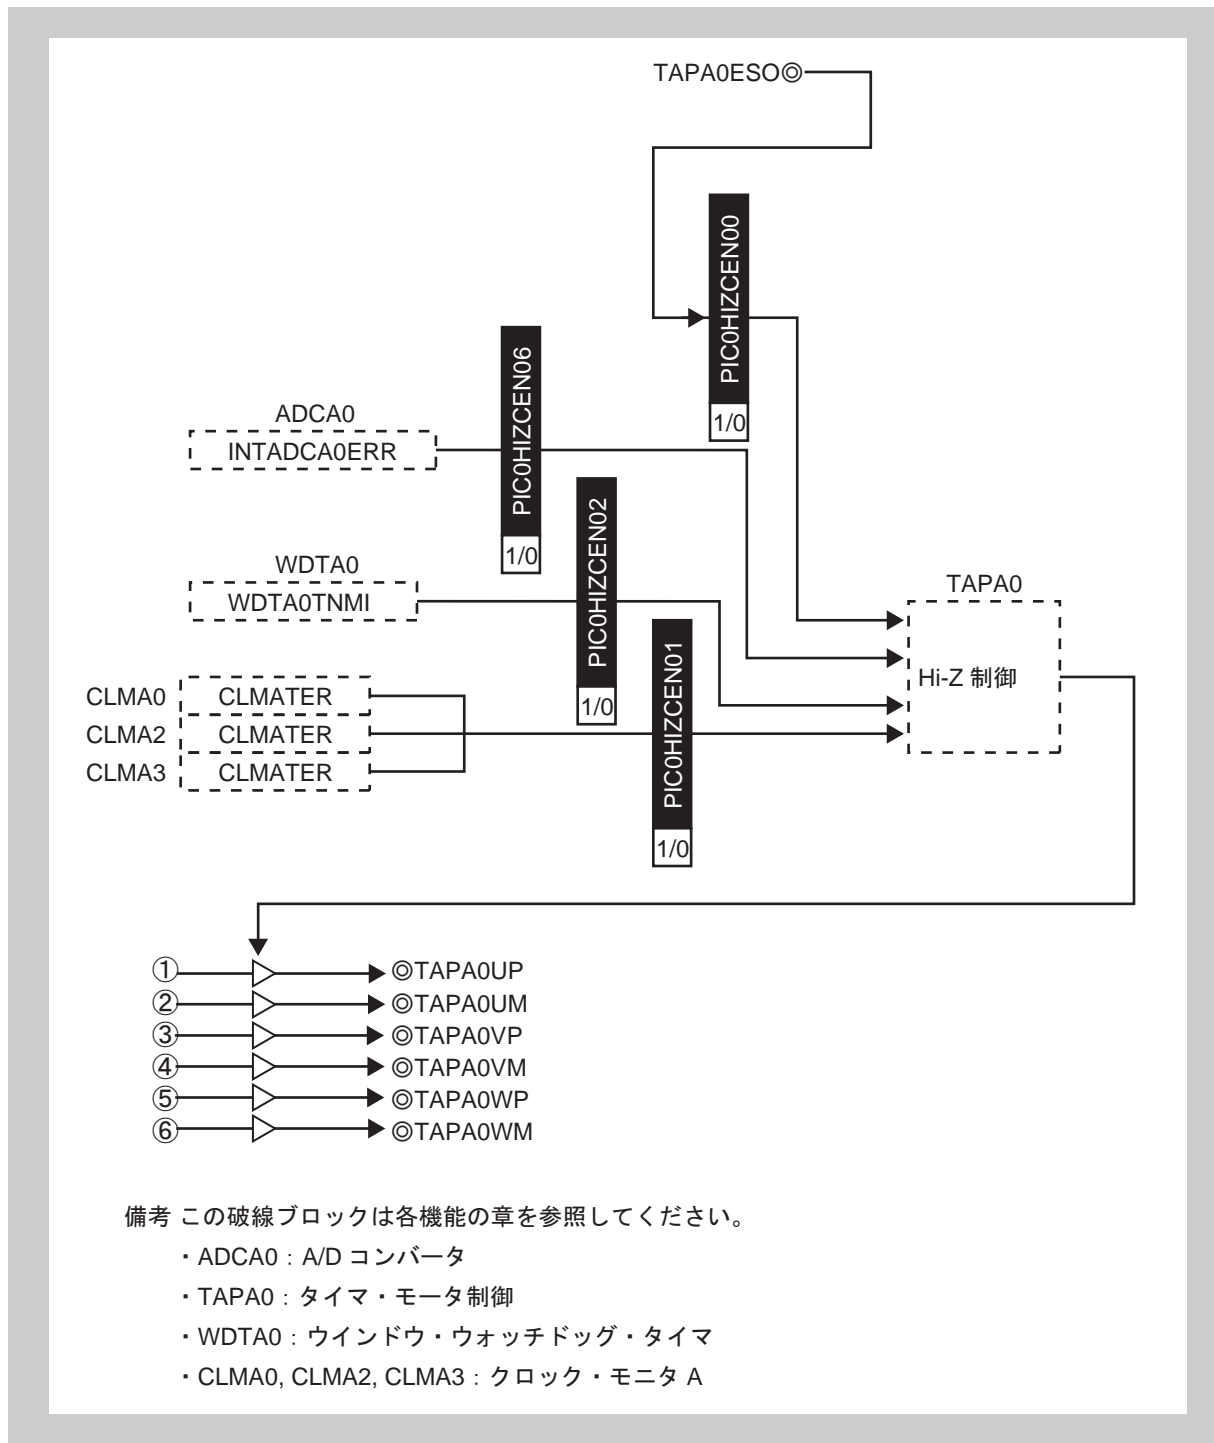 TAPA0ESO◎
PIC0HIZCEN00
1/0
PIC0HIZCEN06
1/0
ADCA0
INTADCA0ERR
PIC0HIZCEN02
1/0
WDTA0
WDTA0TNMI
PIC0HIZCEN01
1/0
TAPA0
Hi-Z 制御
CLMA0 CLMATER
CLMA2 CLMATER
CLMA3 CLMATER
① ◎TAPA0UP
② ◎TAPA0UM
③ ◎TAPA0VP
④ ◎TAPA0VM
⑤ ◎TAPA0WP
⑥ ◎TAPA0WM
備考 この破線ブロックは各機能の章を参照してください。
・ADCA0：A/D コンバータ
・TAPA0：タイマ・モータ制御
・WDTA0：ウインドウ・ウォッチドッグ・タイマ
・CLMA0, CLMA2, CLMA3：クロック・モニタ A